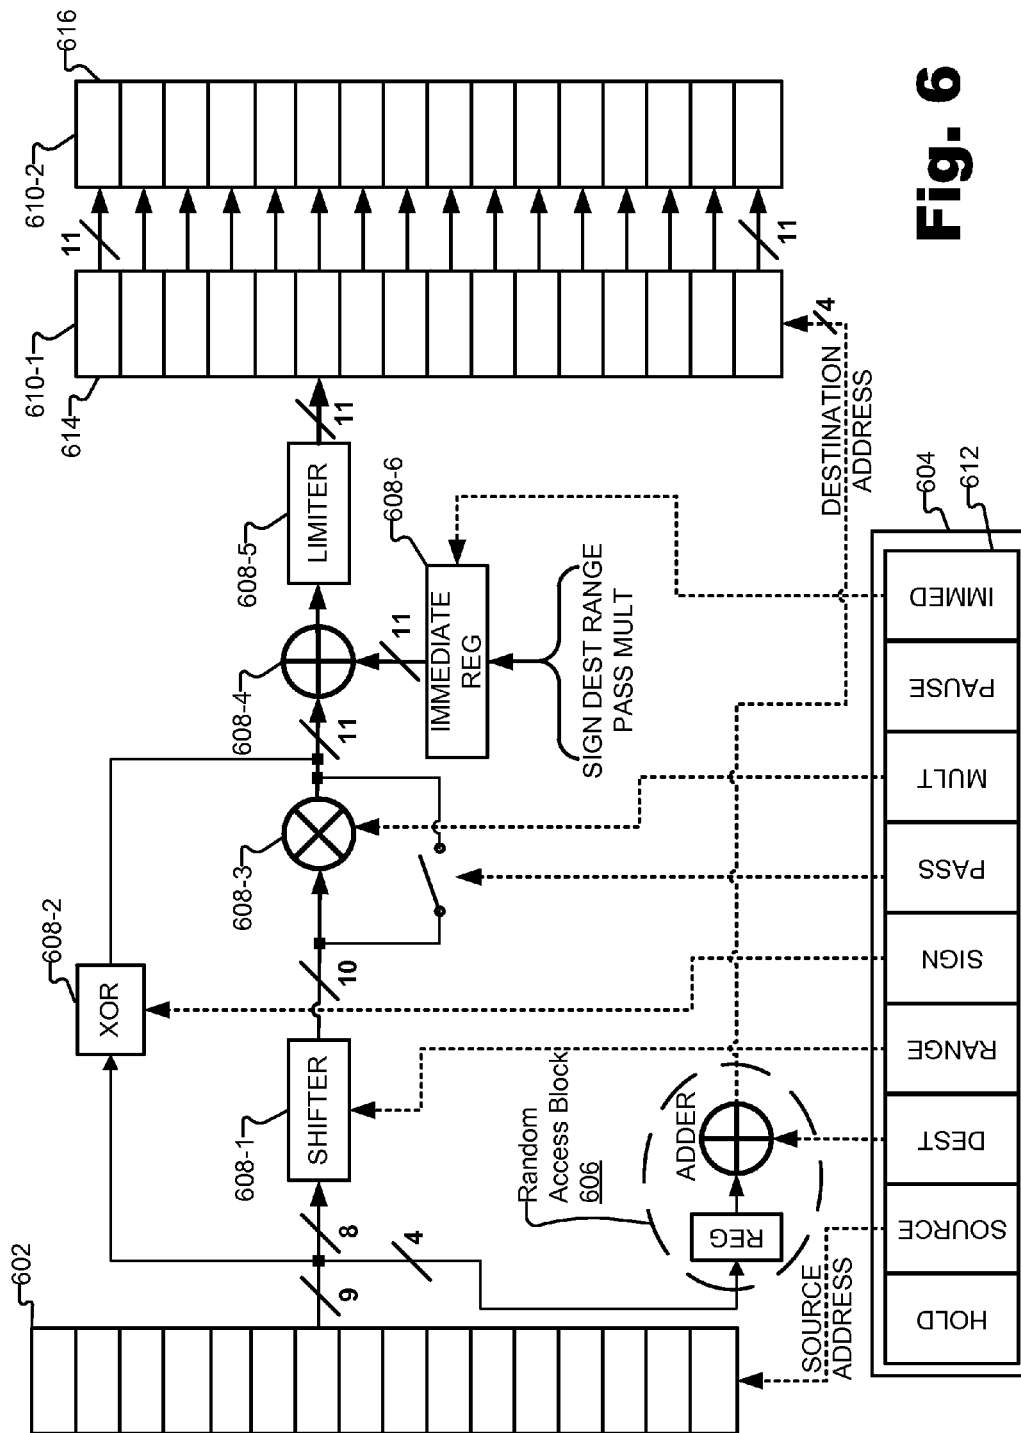 602
608-2
XOR
608-1
SHIFTER
9
8
4
10
608-3
11
608-4
608-5
LIMITER
11
608-6
IMMEDIATE
REG
11
SIGN DEST RANGE
PASS MULT
614
610-1
11
11
610-2
616
Random
Access Block
606
REG
ADDER
SOURCE
ADDRESS
DESTINATION
ADDRESS
4
604
612
HOLD
SOURCE
DEST
RANGE
SIGN
PASS
MULT
PAUSE
IMMED
Fig. 6